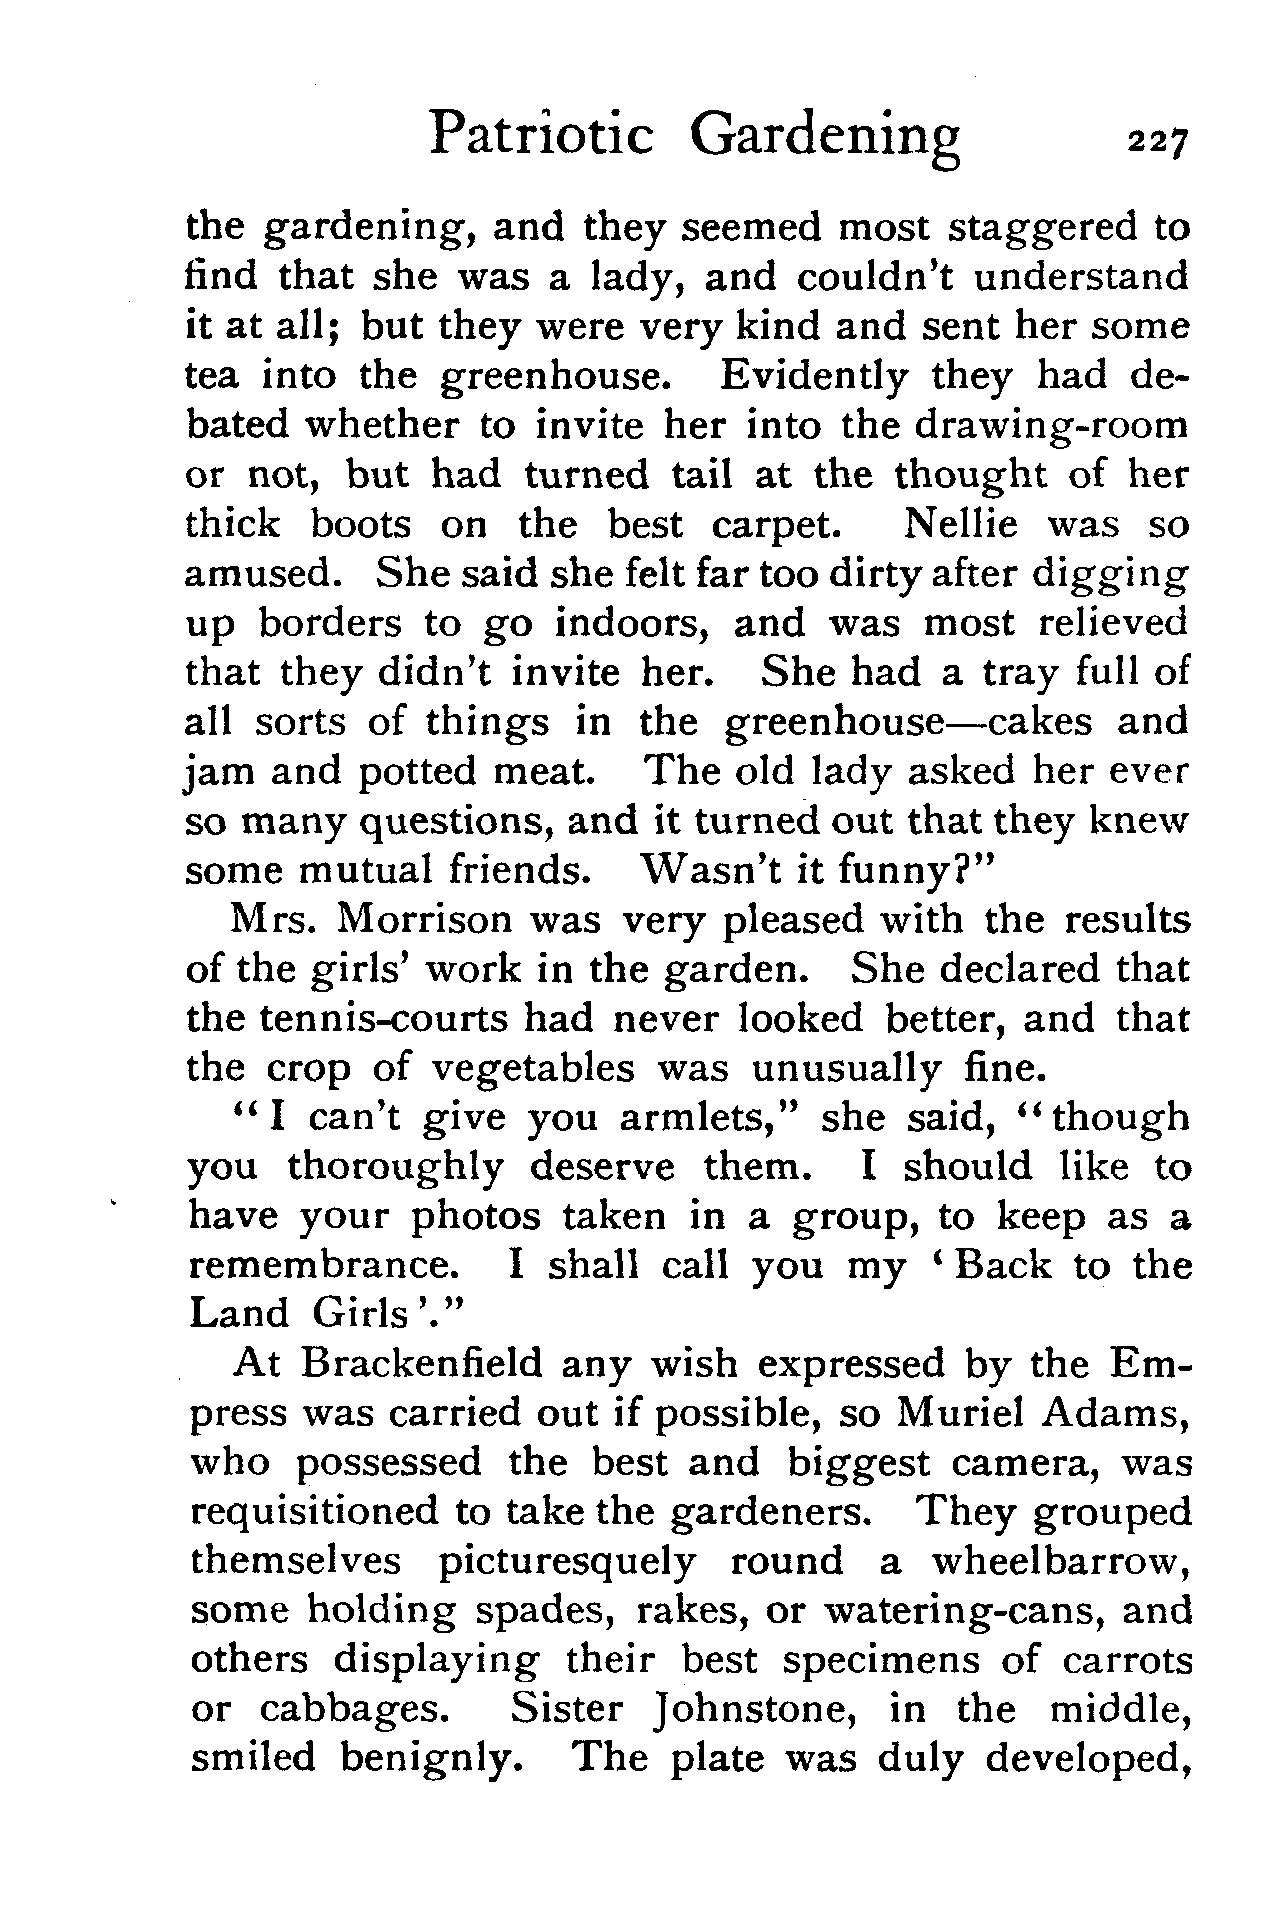 Patriotic Gardening 227
the gardening, and they seemed most staggered to
find that she was a lady, and couldn't understand
it at all; but they were very kind and sent her some
tea into the greenhouse. Evidently they had de-
bated whether to invite her into the drawing-room
or not, but had turned tail at the thought of her
thick boots on the best carpet. Nellie was so
amused. She said she felt far too dirty after digging
up borders to go indoors, and was most relieved
that they didn't invite her. She had a tray full of
all sorts of things in the greenhouse—cakes and
jam and potted meat. The old lady asked her ever
so many questions, and it turned out that they knew
some mutual friends. Wasn't it funny?"
Mrs. Morrison was very pleased with the results
of the girls' work in the garden. She declared that
the tennis-courts had never looked better, and that
the crop of vegetables was unusually fine.
"I can't give you armlets," she said, "though
you thoroughly deserve them. I should like to
have your photos taken in a group, to keep as a
remembrance. I shall call you my 'Back to the
Land Girls'."
At Brackenfield any wish expressed by the Em-
press was carried out if possible, so Muriel Adams,
who possessed the best and biggest camera, was
requisitioned to take the gardeners. They grouped
themselves picturesquely round a wheelbarrow,
some holding spades, rakes, or watering-cans, and
others displaying their best specimens of carrots
or cabbages. Sister Johnstone, in the middle,
smiled benignly. The plate was duly developed,